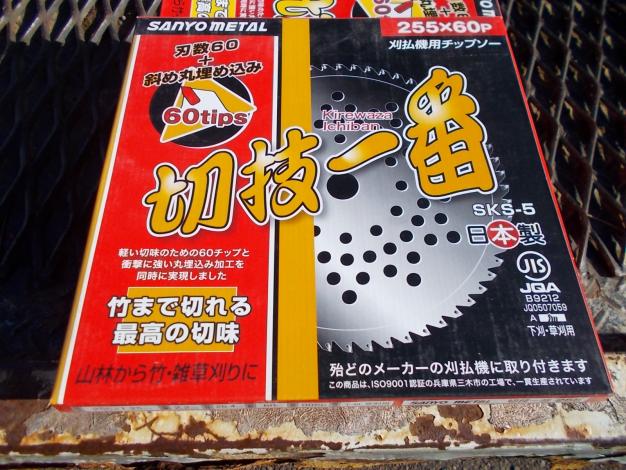 SANYO METAL
255×60P
刈払機用チップソー
刃数60
+
斜め丸埋め込み
60tips
Kirewaza
Ichiban
切技一番
SKS-5
日本製
軽い切味のための60チップと
衝撃に強い丸埋込み加工を
同時に実現しました
JIS
JQA
B9212
JQ0507059
下刈・草刈用
竹まで切れる
最高の切味
山林から竹・雑草刈りに
殆どのメーカーの刈払機に取り付きます
この商品は、ISO9001認証の兵庫県三木市の工場で、一貫生産されています
SANYO METAL